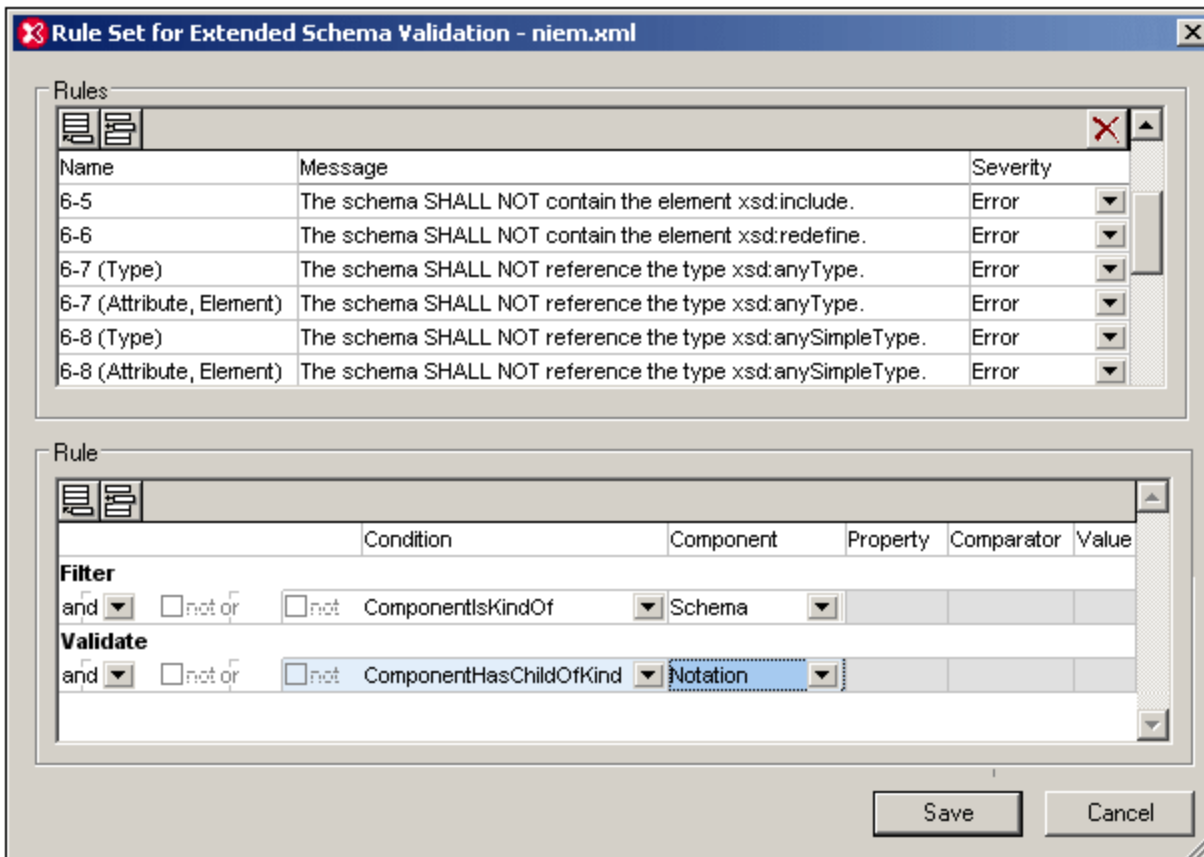 Rule Set for Extended Schema Validation - niem.xml
Rules
Name Message Severity
6-5 The schema SHALL NOT contain the element xsd:include. Error
6-6 The schema SHALL NOT contain the element xsd:redefine. Error
6-7 (Type) The schema SHALL NOT reference the type xsd:anyType. Error
6-7 (Attribute, Element) The schema SHALL NOT reference the type xsd:anyType. Error
6-8 (Type) The schema SHALL NOT reference the type xsd:anySimpleType. Error
6-8 (Attribute, Element) The schema SHALL NOT reference the type xsd:anySimpleType. Error
Rule
Condition Component Property Comparator Value
Filter
and not or not ComponentIsKindOf Schema
Validate
and not or not ComponentHasChildOfKind Notation
Save Cancel